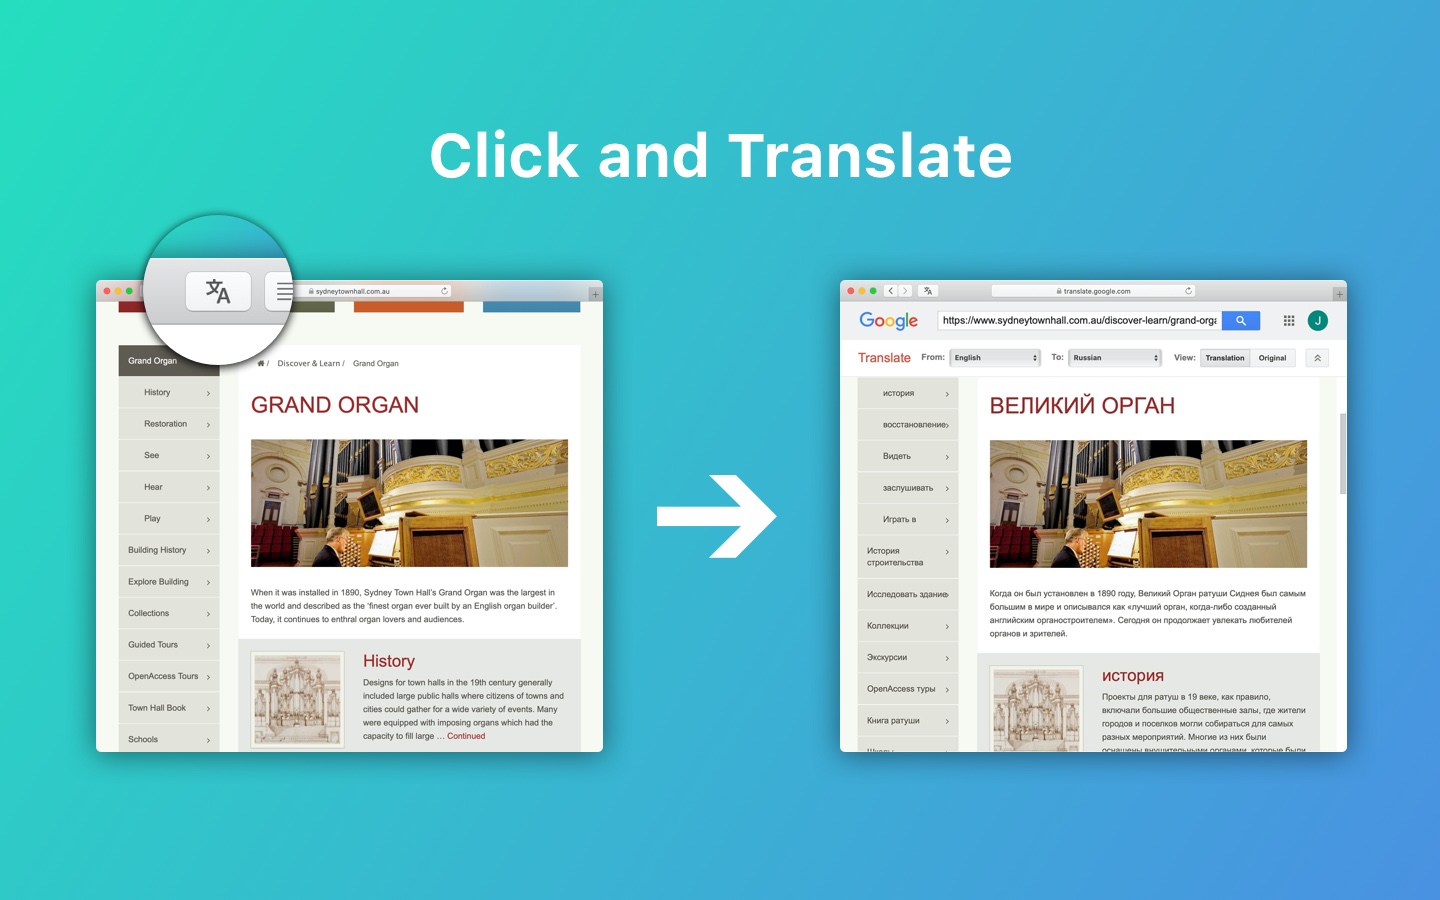 Click and Translate
sydneytownhall.com.au
Grand Organ
/ Discover & Learn / Grand Organ
History
Restoration
See
Hear
Play
Building History
Explore Building
Collections
Guided Tours
OpenAccess Tours
Town Hall Book
Schools
GRAND ORGAN
When it was installed in 1890, Sydney Town Hall's Grand Organ was the largest in
the world and described as the 'finest organ ever built by an English organ builder'.
Today, it continues to enthral organ lovers and audiences.
History
Designs for town halls in the 19th century generally
included large public halls where citizens of towns and
cities could gather for a wide variety of events. Many
were equipped with imposing organs which had the
capacity to fill large … Continued
translate.google.com
Google
https://www.sydneytownhall.com.au/discover-learn/grand-orga
J
Translate From: English To: Russian View: Translation Original
история
восстановление
Видеть
заслушивать
Играть в
История
строительства
Исследовать здание
Коллекции
Экскурсии
OpenAccess туры
Книга ратуши
Школы
ВЕЛИКИЙ ОРГАН
Когда он был установлен в 1890 году, Великий Орган ратуши Сиднея был самым
большим в мире и описывался как «лучший орган, когда-либо созданный
английским органостроителем». Сегодня он продолжает увлекать любителей
органов и зрителей.
история
Проекты для ратуш в 19 веке, как правило,
включали большие общественные залы, где жители
городов и поселков могли собираться для самых
разных мероприятий. Многие из них были
оснащены внушительными органами, которые были